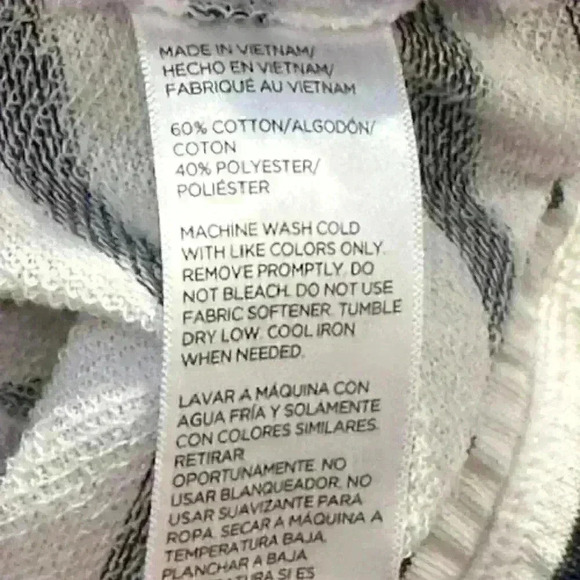 MADE IN VIETNAM/
HECHO EN VIETNAM/
FABRIQUÉ AU VIETNAM
60% COTTON/ALGODÓN/
COTON
40% POLYESTER/
POLIÉSTER
MACHINE WASH COLD
WITH LIKE COLORS ONLY.
REMOVE PROMPTLY. DO
NOT BLEACH. DO NOT USE
FABRIC SOFTENER. TUMBLE
DRY LOW. COOL IRON
WHEN NEEDED.
LAVAR A MÁQUINA CON
AGUA FRÍA Y SOLAMENTE
CON COLORES SIMILARES.
RETIRAR
OPORTUNAMENTE. NO
USAR BLANQUEADOR. NO
USAR SUAVIZANTE PARA
ROPA. SECAR A MÁQUINA A
TEMPERATURA BAJA.
PLANCHAR A BAJA
SI ES